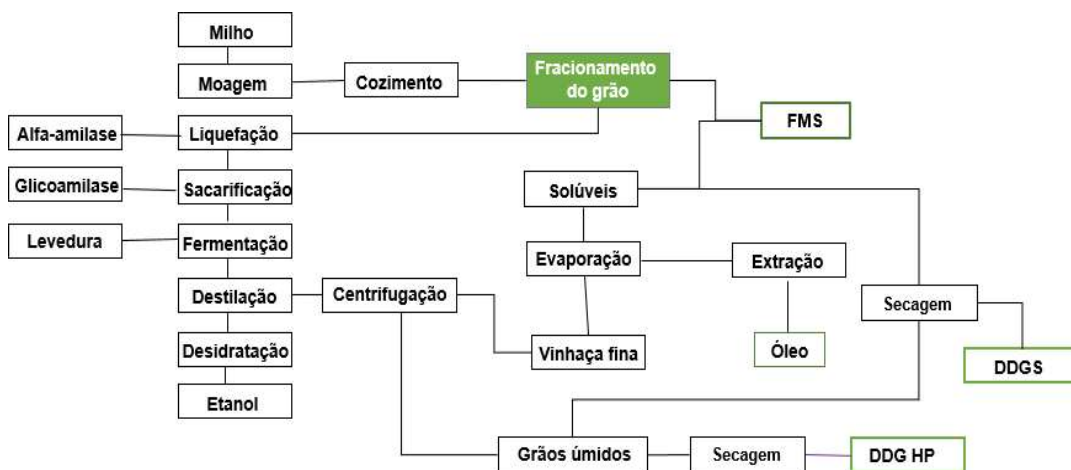 Milho
Moagem
Cozimento
Fracionamento
do grão
FMS
Alfa-amilase
Liquefação
Glicoamilase
Sacarificação
Solúveis
Levedura
Fermentação
Evaporação
Extração
Destilação
Centrifugação
Secagem
Desidratação
Vinhaça fina
Óleo
DDGS
Etanol
Grãos úmidos
Secagem
DDG HP